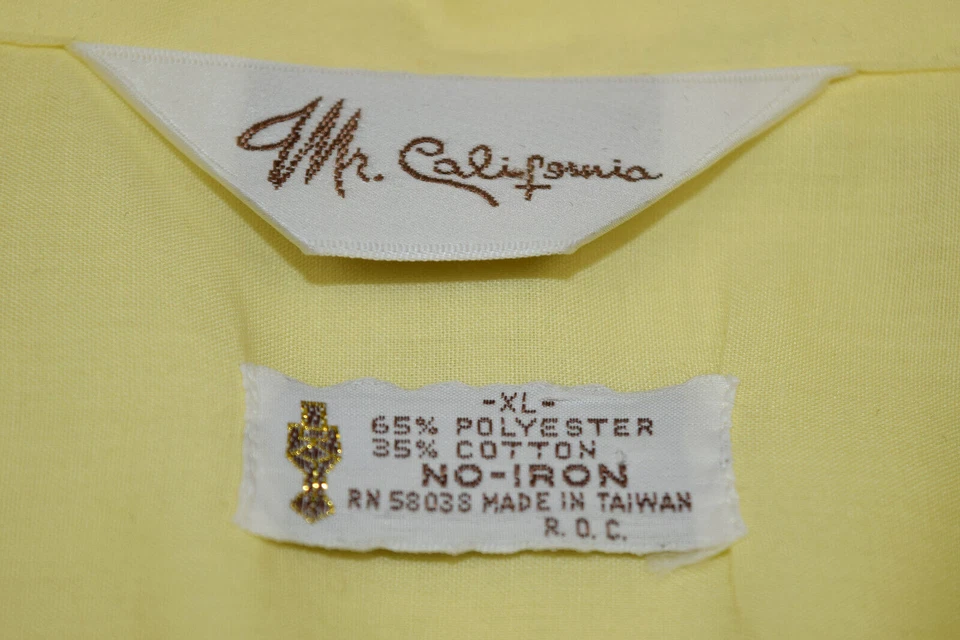 Mr. California
-XL-
65% POLYESTER
35% COTTON
NO-IRON
RN 58038 MADE IN TAIWAN
R.O.C.